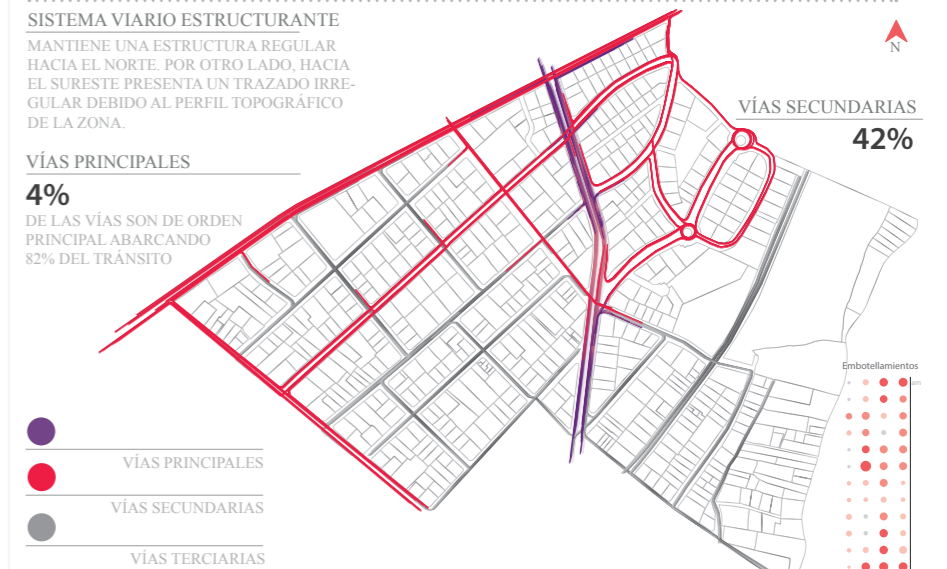 SISTEMA VIARIO ESTRUCTURANTE
MANTIENE UNA ESTRUCTURA REGULAR
HACIA EL NORTE. POR OTRO LADO, HACIA
EL SURESTE PRESENTA UN TRAZADO IRRE-
GULAR DEBIDO AL PERFIL TOPOGRÁFICO
DE LA ZONA.
VÍAS PRINCIPALES
4%
DE LAS VÍAS SON DE ORDEN
PRINCIPAL ABARCANDO
82% DEL TRÁNSITO
N
VÍAS SECUNDARIAS
42%
VÍAS PRINCIPALES
VÍAS SECUNDARIAS
VÍAS TERCIARIAS
Embotellamientos
am